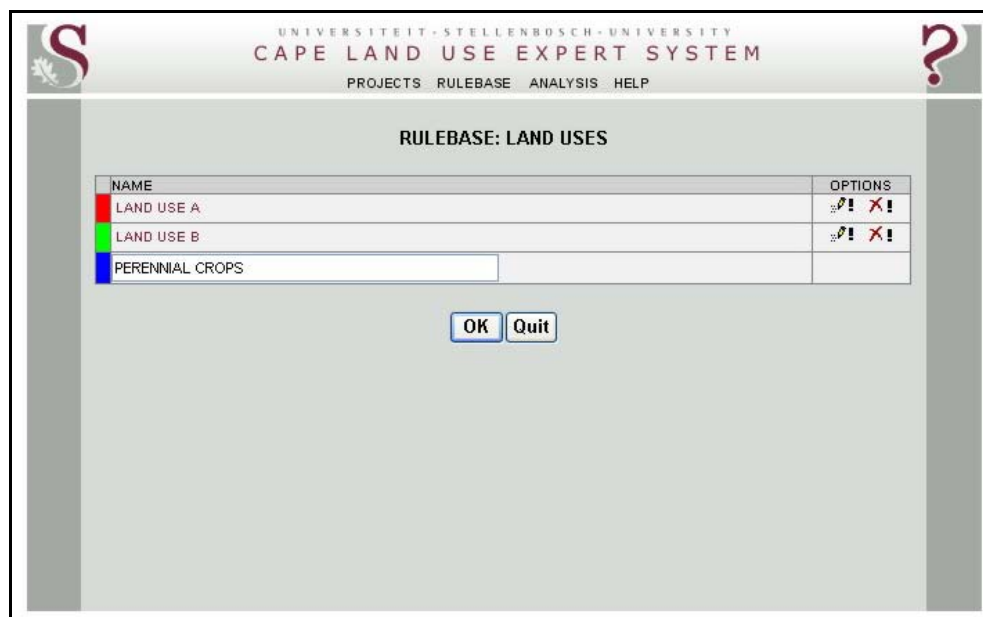 UNIVERSITEIT - STELLENBOSCH - UNIVERSITY
CAPE LAND USE EXPERT SYSTEM
PROJECTS RULEBASE ANALYSIS HELP
RULEBASE: LAND USES
NAME OPTIONS
LAND USE A
LAND USE B
PERENNIAL CROPS
OK Quit